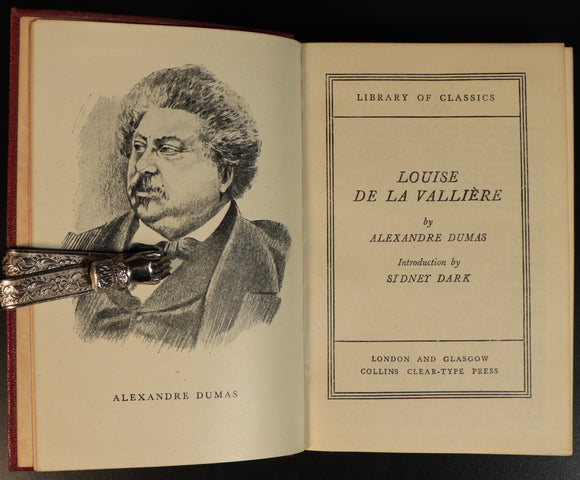 ALEXANDRE DUMAS
LIBRARY OF CLASSICS
LOUISE
DE LA VALLIÈRE
by
ALEXANDRE DUMAS
Introduction by
SIDNEY DARK
LONDON AND GLASGOW
COLLINS CLEAR-TYPE PRESS